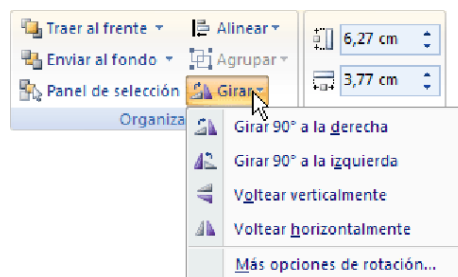 Traer al frente
Alinear
6,27 cm
Enviar al fondo
Agrupar
Panel de selección
Girar
3,77 cm
Organiza
Girar 90° a la derecha
Girar 90° a la izquierda
Voltear verticalmente
Voltear horizontalmente
Más opciones de rotación...